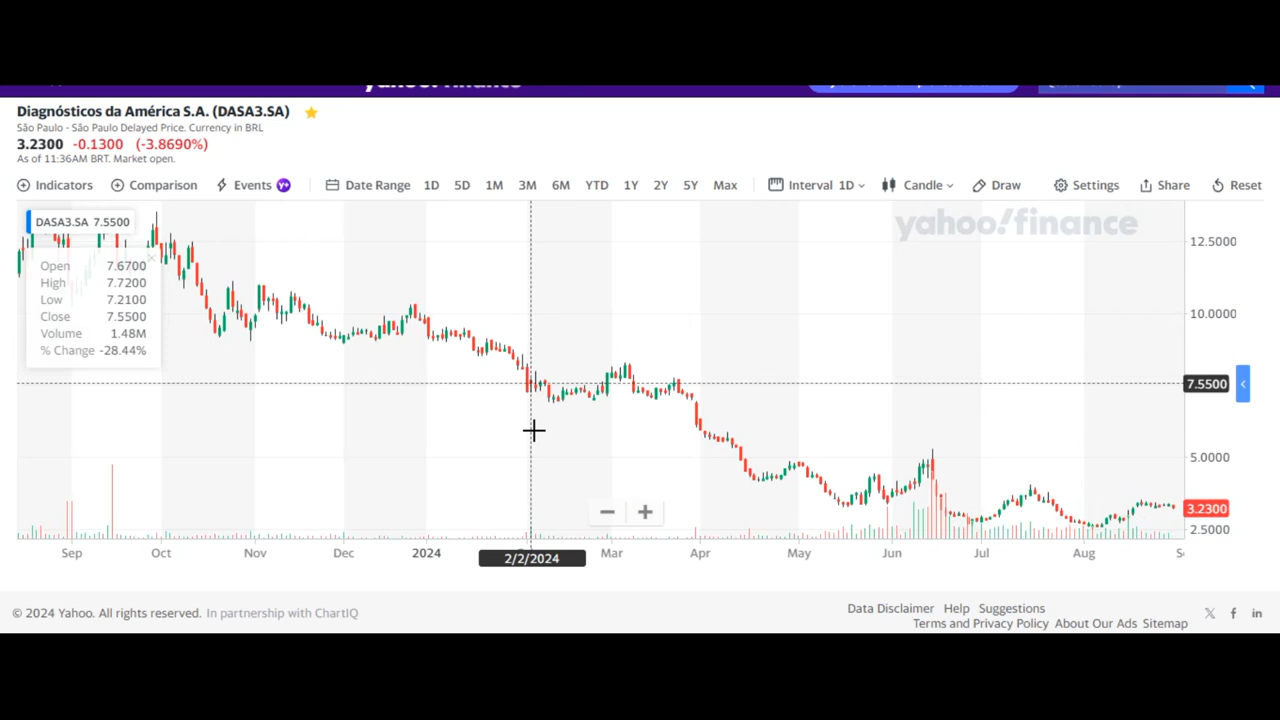 Diagnósticos da América S.A. (DASA3.SA)
São Paulo - São Paulo Delayed Price. Currency in BRL
3.2300 -0.1300 (-3.8690%)
As of 11:36AM BRT. Market open.
Indicators Comparison Events Y+ Date Range 1D 5D 1M 3M 6M YTD 1Y 2Y 5Y Max Interval 1D Candle Draw Settings Share Reset
DASA3.SA 7.5500
yahoo!finance
Open 7.6700
High 7.7200
Low 7.2100
Close 7.5500
Volume 1.48M
% Change -28.44%
12.5000
10.0000
7.5500
5.0000
3.2300
2.5000
Sep Oct Nov Dec 2024 Mar Apr May Jun Jul Aug
2/2/2024
© 2024 Yahoo. All rights reserved. In partnership with ChartIQ
Data Disclaimer Help Suggestions
Terms and Privacy Policy About Our Ads Sitemap